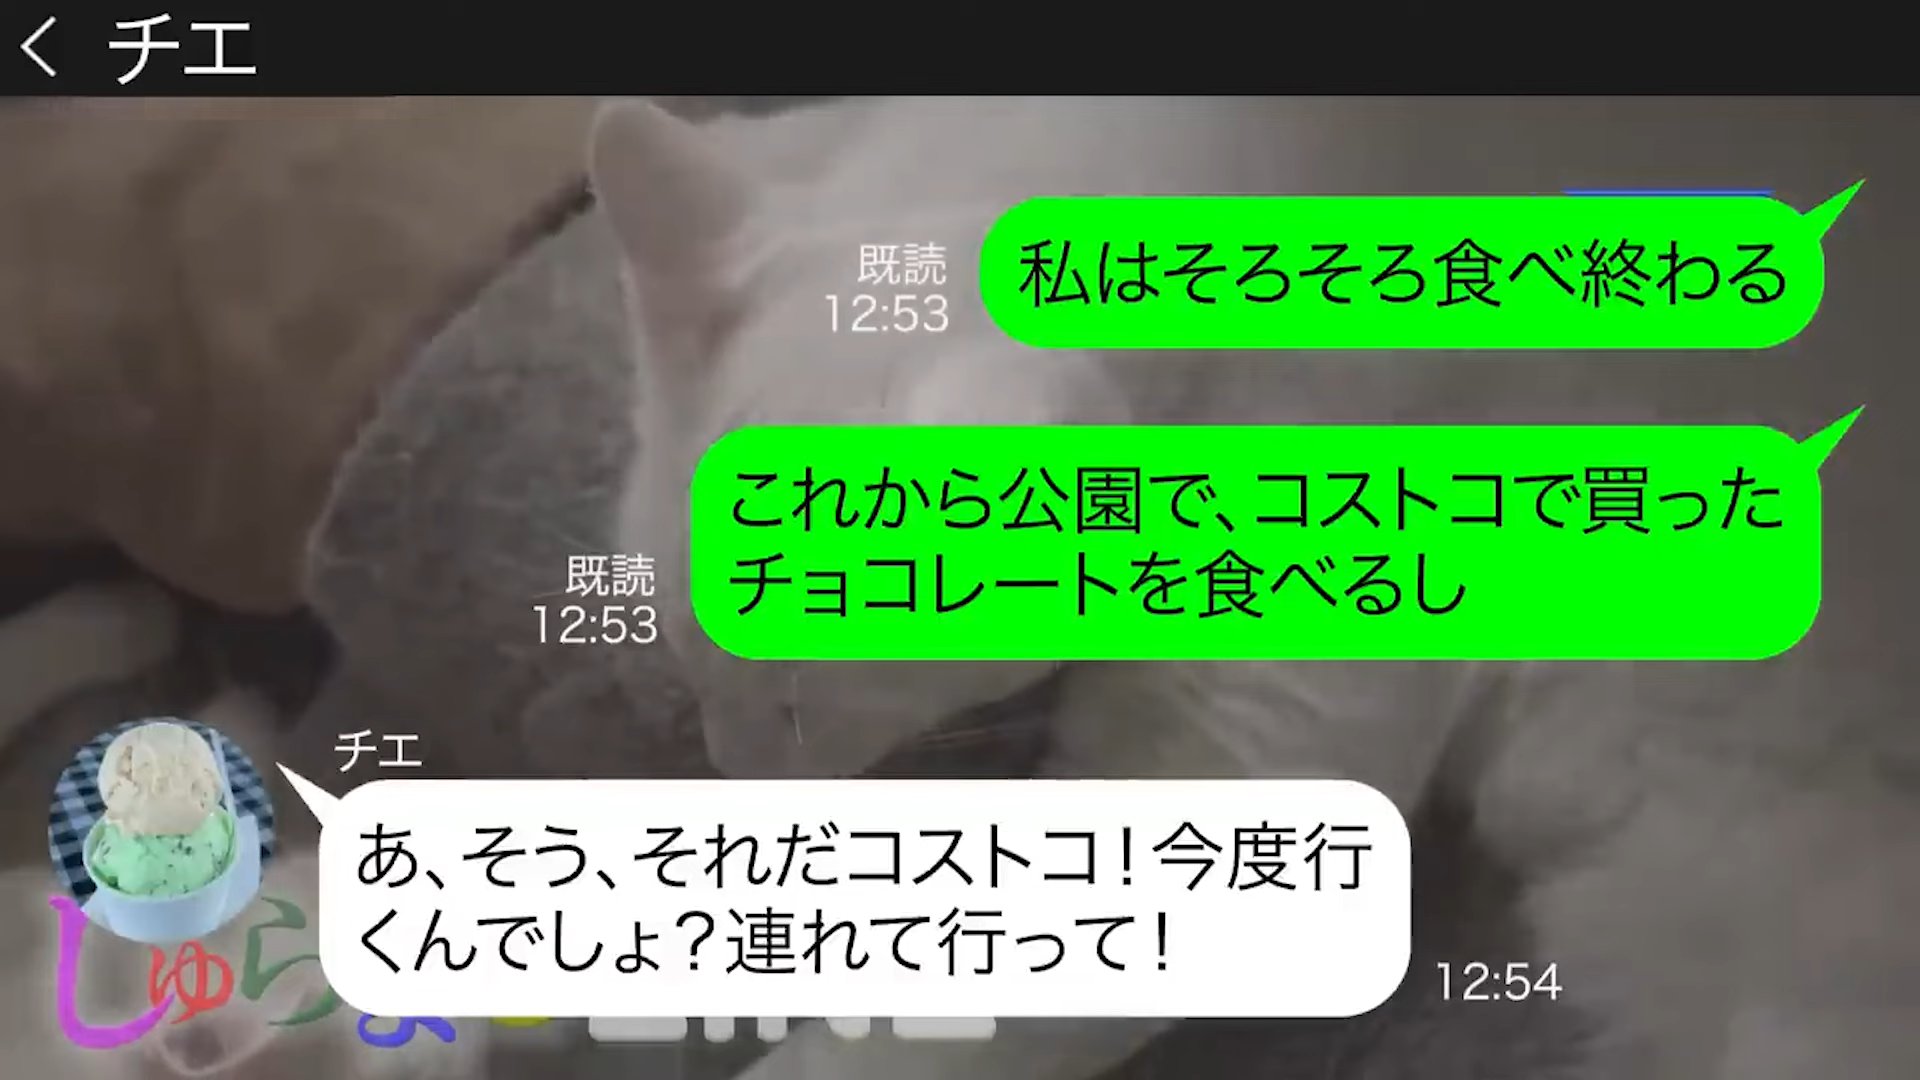 チエ
私はそろそろ食べ終わる
既読
12:53
これから公園で、コストコで買った
チョコレートを食べるし
既読
12:53
チエ
あ、そう、それだコストコ！今度行
くんでしょ？連れて行って！
12:54
しゅら